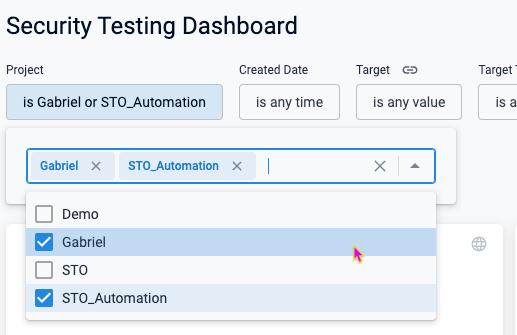 Security Testing Dashboard
Project
Created Date
Target
Target T
is Gabriel or STO_Automation
is any time
is any value
is a
Gabriel
STO_Automation
Demo
Gabriel
STO
STO_Automation